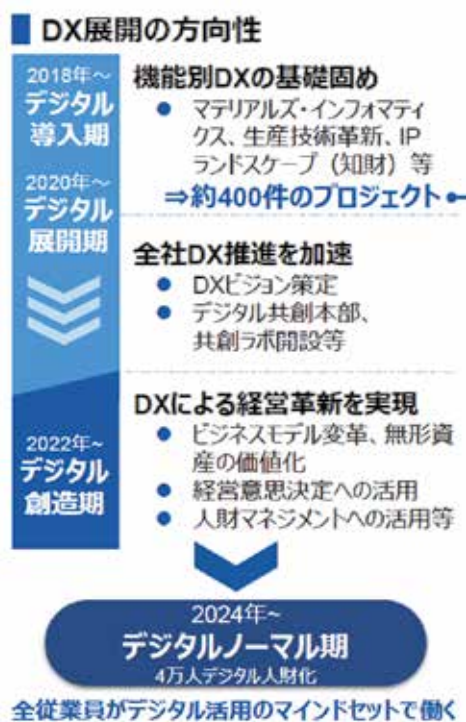 DX展開の方向性
2018年～
デジタル
導入期
機能別DXの基礎固め
● マテリアルズ・インフォマティ
クス、生産技術革新、IP
ランドスケープ（知財）等
⇒約400件のプロジェクト
2020年～
デジタル
展開期
全社DX推進を加速
● DXビジョン策定
● デジタル共創本部、
共創ラボ開設等
2022年~
デジタル
創造期
DXによる経営革新を実現
● ビジネスモデル変革、無形資
産の価値化
● 経営意思決定への活用
● 人財マネジメントへの活用等
2024年~
デジタルノーマル期
4万人デジタル人財化
全従業員がデジタル活用のマインドセットで働く